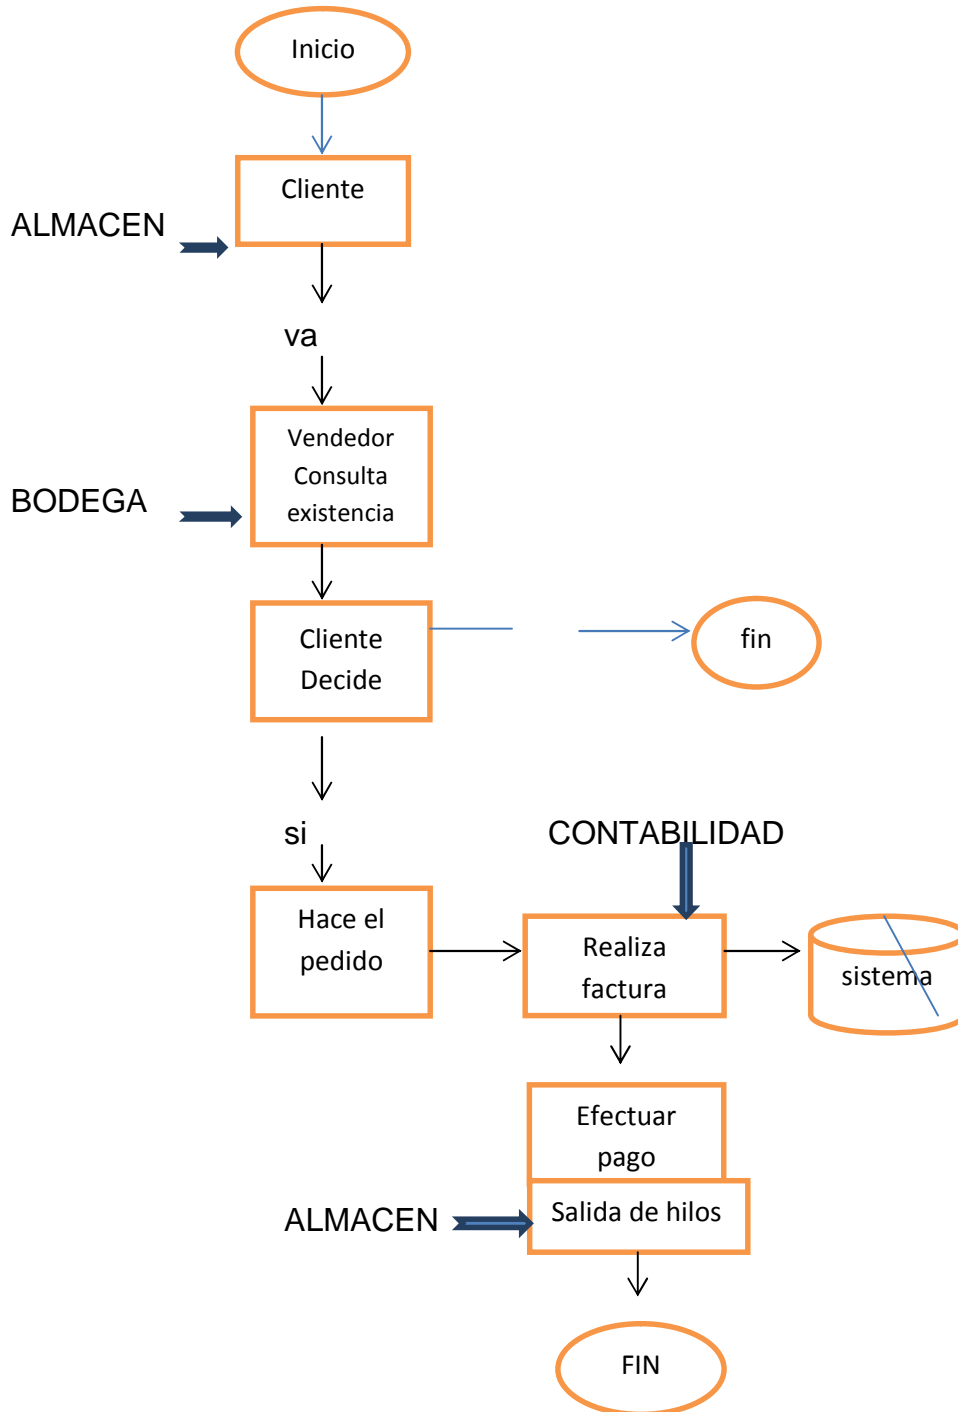 Inicio
Cliente
ALMACEN
va
Vendedor
Consulta
existencia
BODEGA
Cliente
Decide
fin
si
CONTABILIDAD
Hace el
pedido
Realiza
factura
sistema
Efectuar
pago
ALMACEN
Salida de hilos
FIN